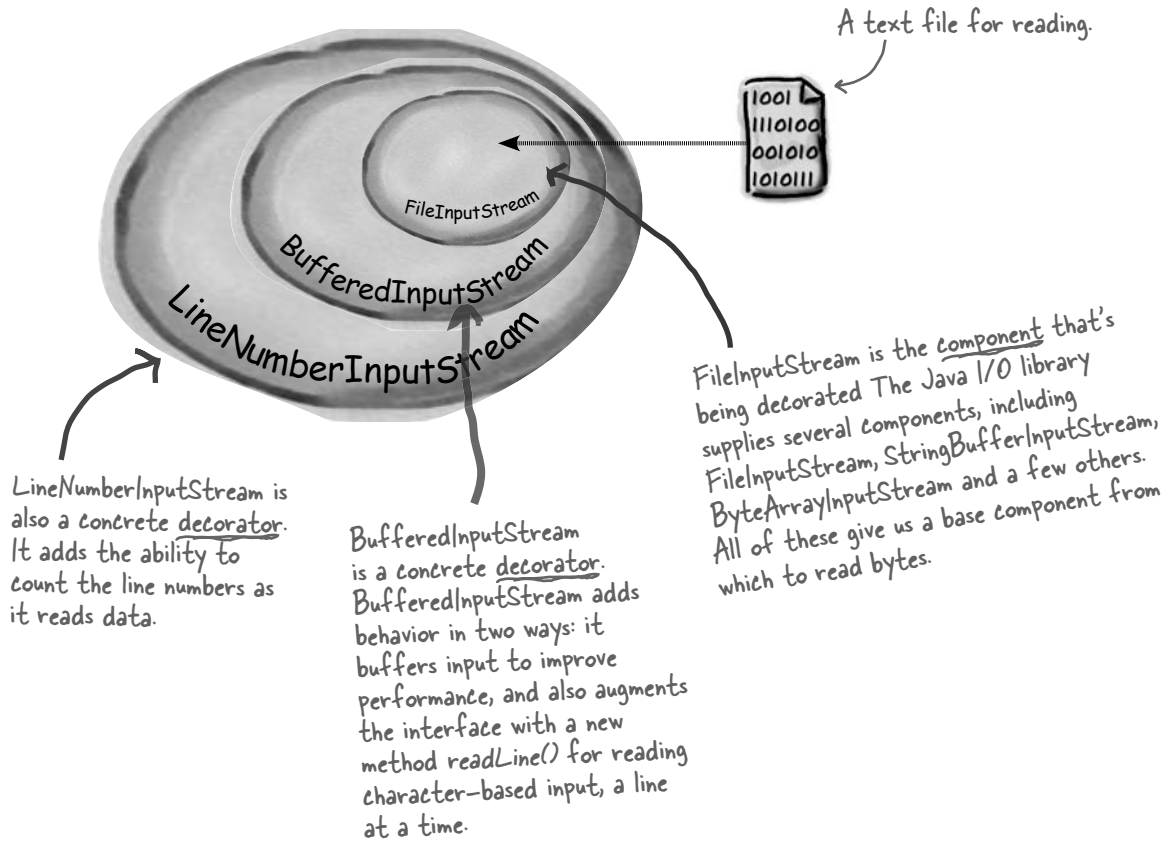 A text file for reading.
1001
1110100
001010
1010111
FileInputStream
BufferedInputStream
LineNumberInputStream
FileInputStream is the component that's
being decorated The Java I/O library
supplies several components, including
FileInputStream, StringBufferInputStream,
ByteArrayInputStream and a few others.
All of these give us a base component from
which to read bytes.
LineNumberInputStream is
also a concrete decorator.
It adds the ability to
count the line numbers as
it reads data.
BufferedInputStream
is a concrete decorator.
BufferedInputStream adds
behavior in two ways: it
buffers input to improve
performance, and also augments
the interface with a new
method readLine() for reading
character-based input, a line
at a time.